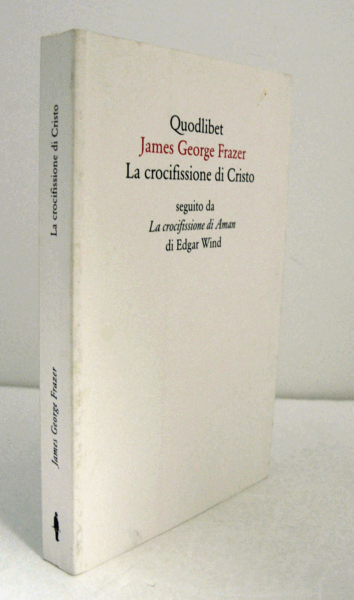 Quodlibet
James George Frazer
La crocifissione di Cristo
seguito da
La crocifissione di Aman
di Edgar Wind
La crocifissione di Cristo
James George Frazer